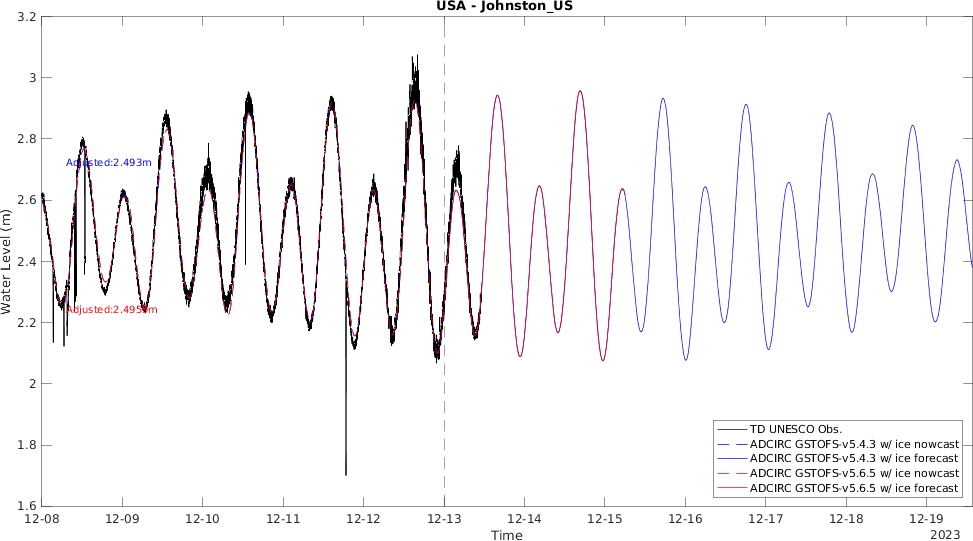 USA - Johnston_US
3.2
3
2.8
2.6
2.4
2.2
2
1.8
1.6
Water Level (m)
Adjusted:2.493m
TD UNESCO Obs.
ADCIRC GSTOFS-v5.4.3 w/ ice nowcast
ADCIRC GSTOFS-v5.4.3 w/ ice forecast
ADCIRC GSTOFS-v5.6.5 w/ ice nowcast
ADCIRC GSTOFS-v5.6.5 w/ ice forecast
12-08 12-09 12-10 12-11 12-12 12-13 12-14 12-15 12-16 12-17 12-18 12-19
Time
2023